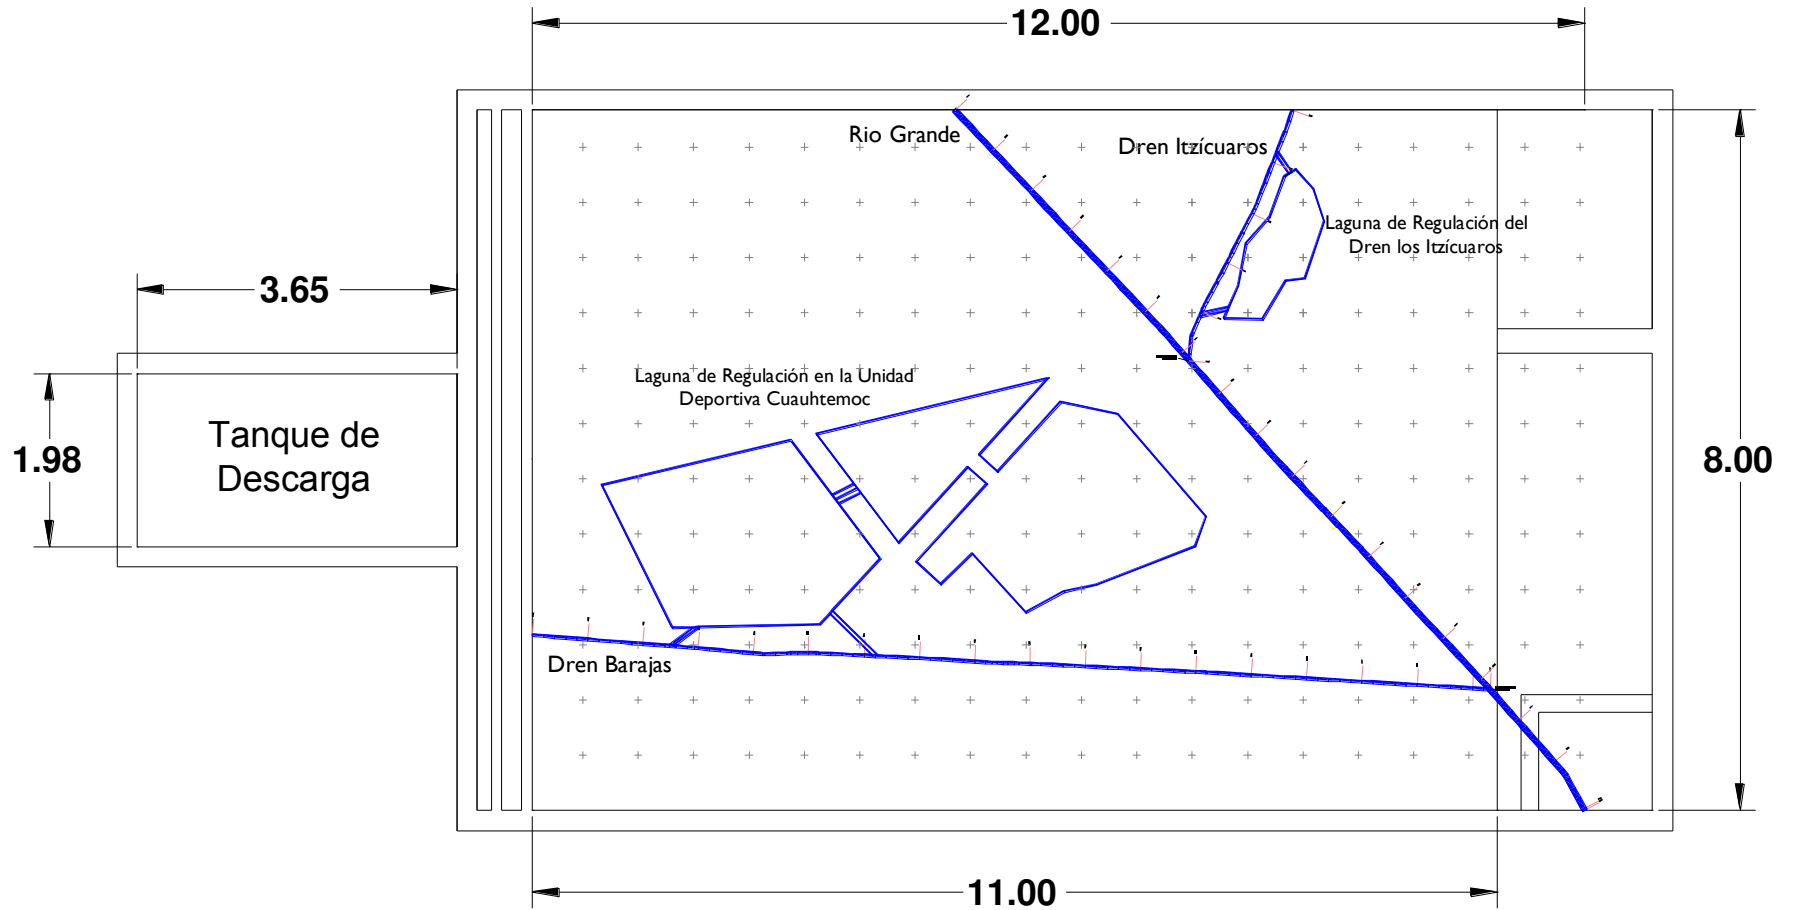 12.00
Rio Grande
Dren Itzícuaros
Laguna de Regulación del
Dren los Itzícuaros
3.65
Laguna de Regulación en la Unidad
Deportiva Cuauhtemoc
1.98
Tanque de
Descarga
8.00
Dren Barajas
11.00